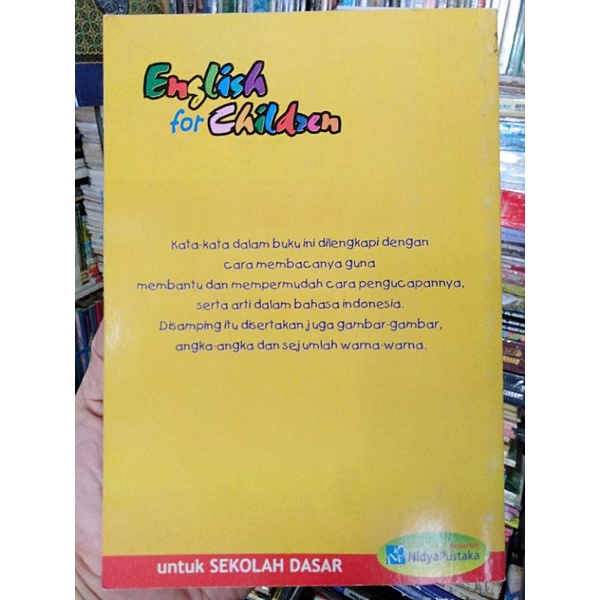 English
for Children
Kata-kata dalam buku ini dilengkapi dengan
cara membacanya guna
membantu dan mempermudah cara pengucapannya,
serta arti dalam bahasa indonesia.
Disamping itu disertakan juga gambar-gambar,
angka-angka dan sejumlah warna-warna.
untuk SEKOLAH DASAR
NidyaPustaka